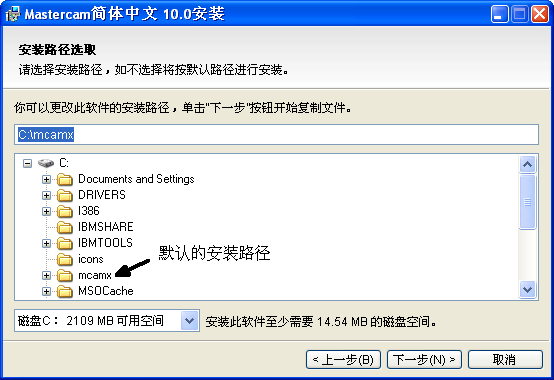 Mastercam简体中文 10.0安装
安装路径选取
请选择安装路径，如不选择将按默认路径进行安装。
你可以更改此软件的安装路径，单击"下一步"按钮开始复制文件。
C:\mcamx
C:
Documents and Settings
DRIVERS
I386
IBMSHARE
IBMTOOLS
icons
默认的安装路径
mcamx
MSOCache
磁盘C： 2109 MB 可用空间
安装此软件至少需要 14.54 MB 的磁盘空间。
< 上一步(B)
下一步(N) >
取消